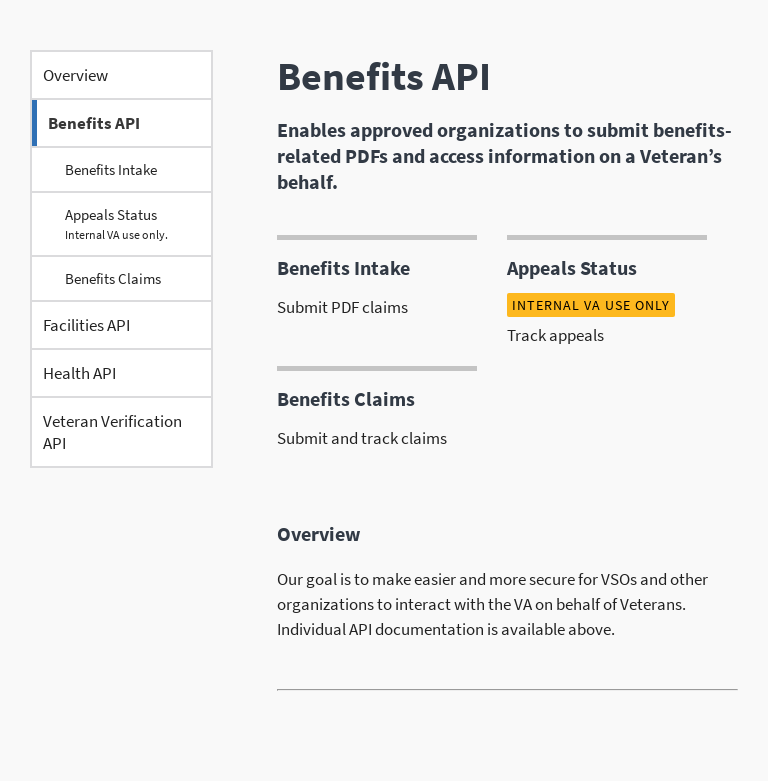 Overview
Benefits API
Benefits Intake
Appeals Status
Internal VA use only.
Benefits Claims
Facilities API
Health API
Veteran Verification
API
Benefits API
Enables approved organizations to submit benefits-
related PDFs and access information on a Veteran’s
behalf.
Benefits Intake
Submit PDF claims
Appeals Status
INTERNAL VA USE ONLY
Track appeals
Benefits Claims
Submit and track claims
Overview
Our goal is to make easier and more secure for VSOs and other
organizations to interact with the VA on behalf of Veterans.
Individual API documentation is available above.